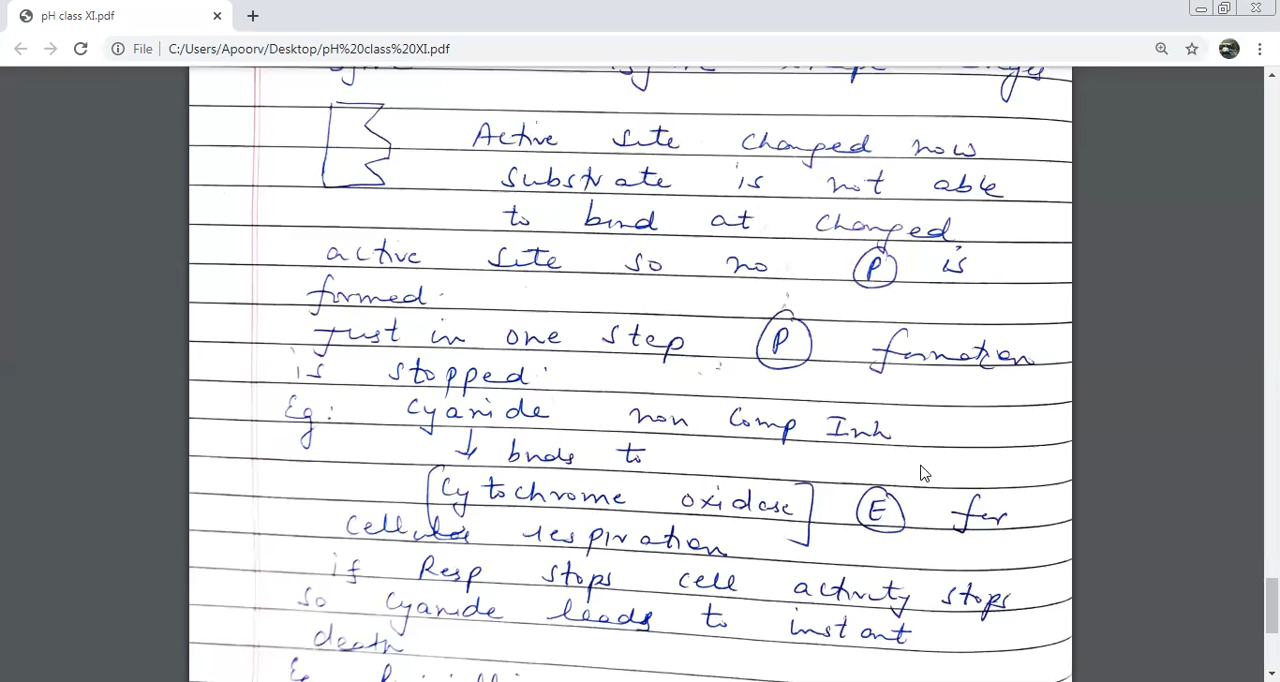 pH class XI.pdf
File C:/Users/Apoorv/Desktop/pH%20class%20XI.pdf
Active site changed now
substrate is not able
to bind at changed,
active site so no P is
formed.
Just in one step P formation
is stopped.
Eg: Cyanide non Comp Inh
↓ bnds to
[Cytochrome oxidase] E for
cellular respiration
if Resp stops cell activity stops
so cyanide leads to instant
death